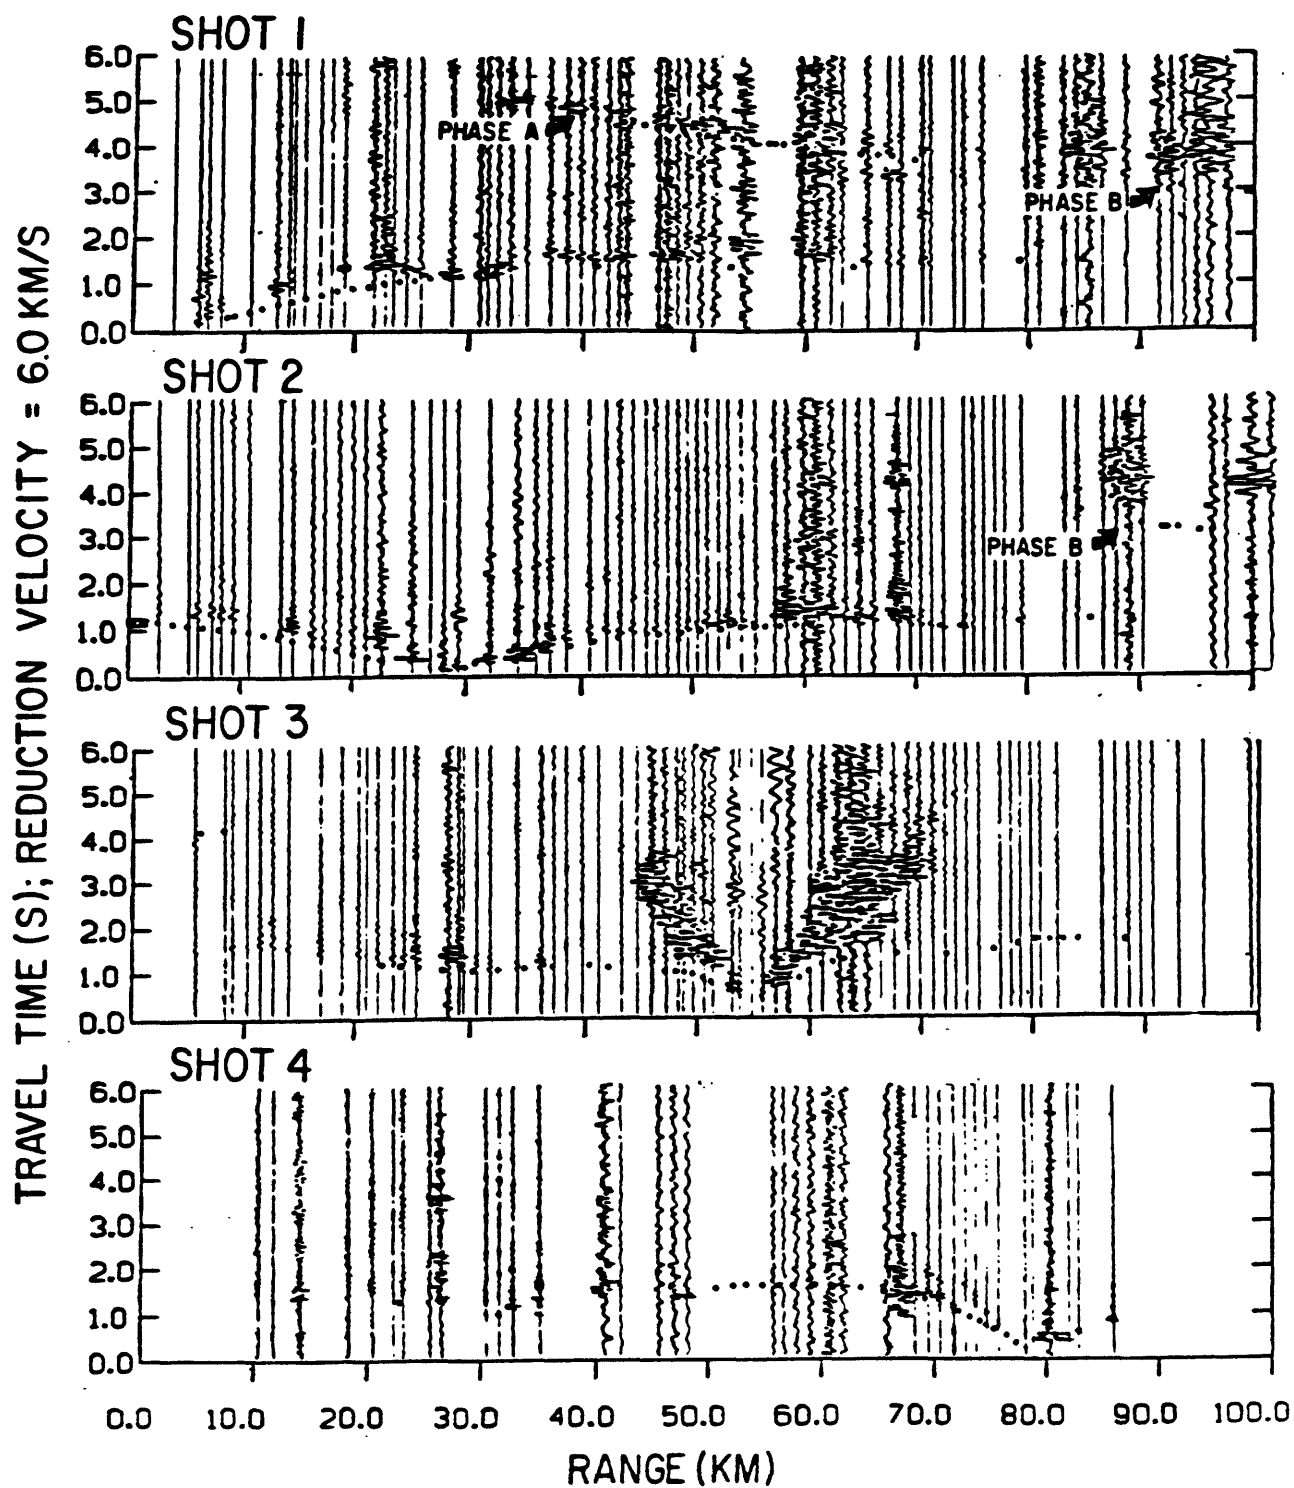 TRAVEL TIME (S); REDUCTION VELOCITY = 6.0 KM/S
SHOT 1
6.0
5.0
4.0
3.0
2.0
1.0
0.0
PHASE A
PHASE B
SHOT 2
6.0
5.0
4.0
3.0
2.0
1.0
0.0
PHASE B
SHOT 3
6.0
5.0
4.0
3.0
2.0
1.0
0.0
SHOT 4
6.0
5.0
4.0
3.0
2.0
1.0
0.0
0.0 10.0 20.0 30.0 40.0 50.0 60.0 70.0 80.0 90.0 100.0
RANGE (KM)